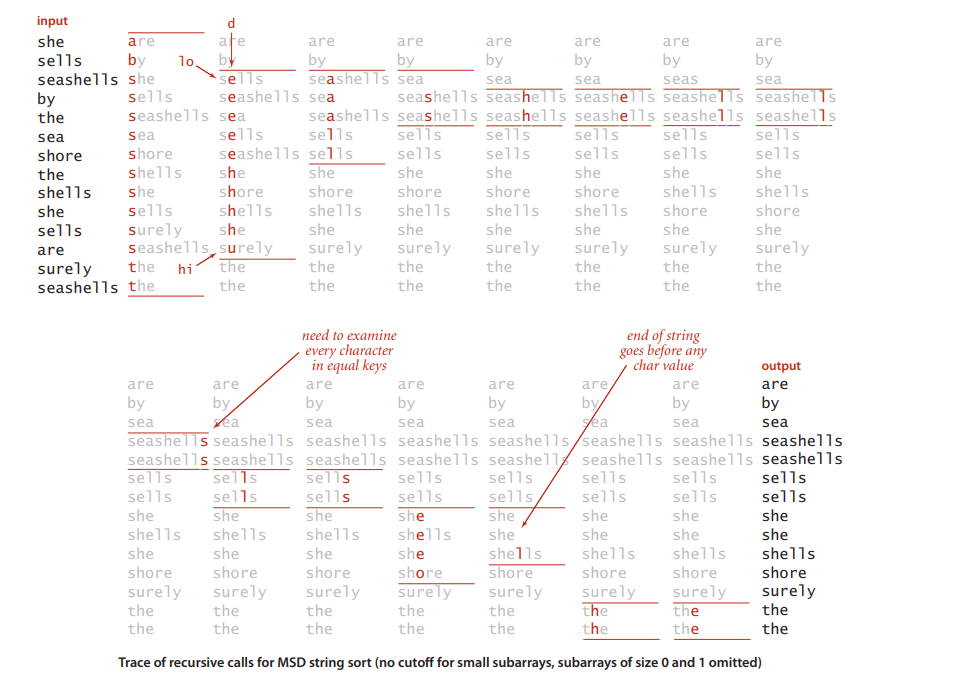 input d
she are are are are are are are are
sells by lo by by by by by by by
seashells she sells seashells sea sea sea seas sea
by sells seashells sea seashells seashells seashells seashells seashells
the seashells sea seashells seashells seashells seashells seashells seashells
sea sea sells sells sells sells sells sells sells
shore shore seashells sells sells sells sells sells sells
the shells she she she she she she she
shells she shore shore shore shore shore shells shells
she sells shells shells shells shells shells shore shore
sells surely she she she she she she she
are seashells surely surely surely surely surely surely surely
surely the hi the the the the the the the
seashells the the the the the the the the
need to examine
every character
in equal keys
end of string
goes before any
char value
output
are are are are are are are are
by by by by by by by by
sea sea sea sea sea sea sea sea
seashells seashells seashells seashells seashells seashells seashells seashells
seashells seashells seashells seashells seashells seashells seashells seashells
sells sells sells sells sells sells sells sells
sells sells sells sells sells sells sells sells
she she she she she she she she
shells shells shells shells she she she she
she she she she shells shells shells shells
shore shore shore shore shore shore shore shore
surely surely surely surely surely surely surely surely
the the the the the the the the
the the the the the the the the
Trace of recursive calls for MSD string sort (no cutoff for small subarrays, subarrays of size 0 and 1 omitted)